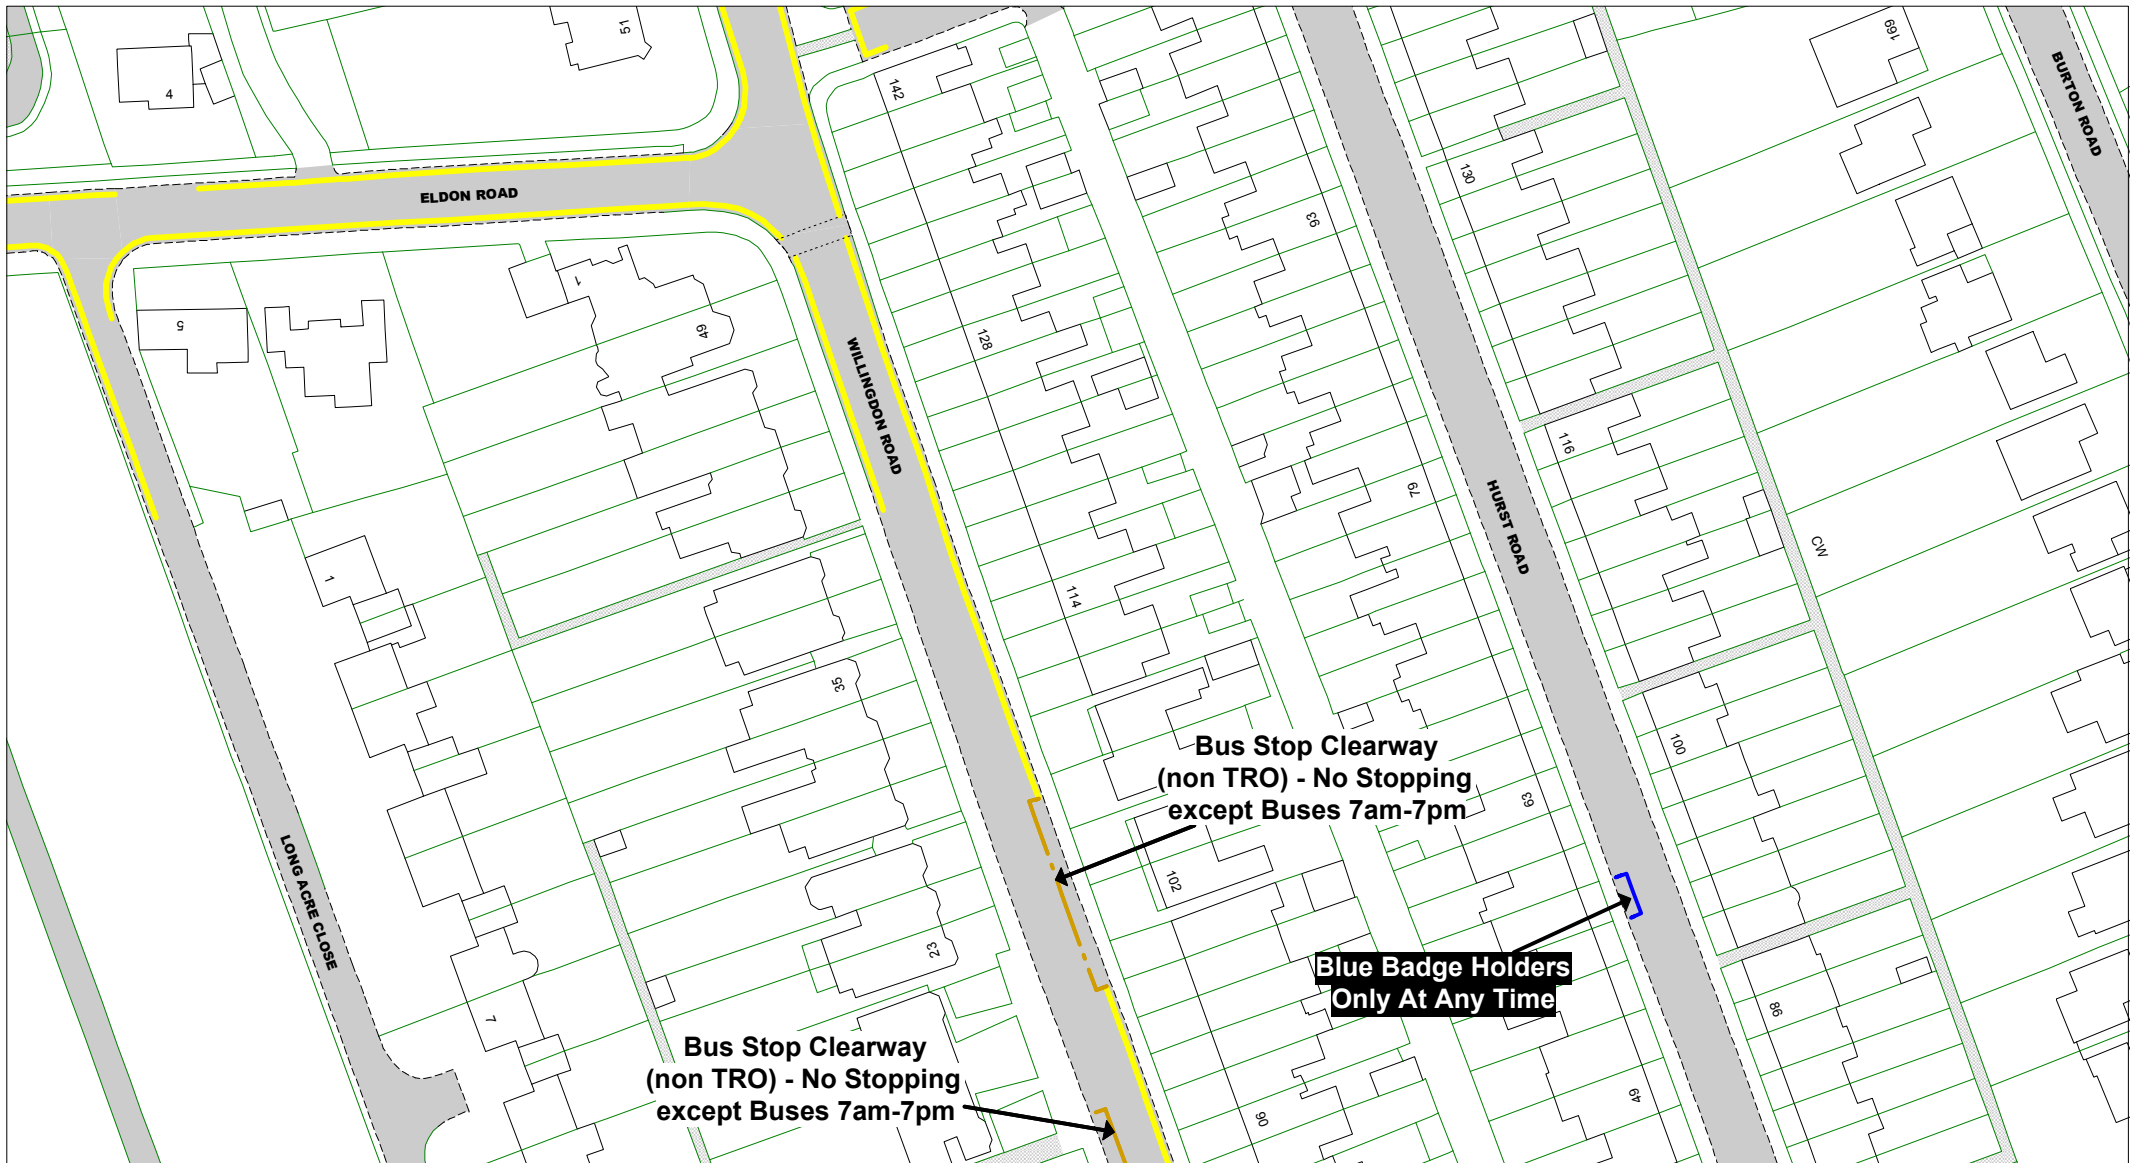 51
4
142
169
BURTON ROAD
ELDON ROAD
130
93
1
5
49
128
WILLINGDON ROAD
116
79
HURST ROAD
CW
1
114
35
100
Bus Stop Clearway
(non TRO) - No Stopping
except Buses 7am-7pm
63
LONG ACRE CLOSE
102
23
Blue Badge Holders
Only At Any Time
86
7
Bus Stop Clearway
(non TRO) - No Stopping
except Buses 7am-7pm
90
49